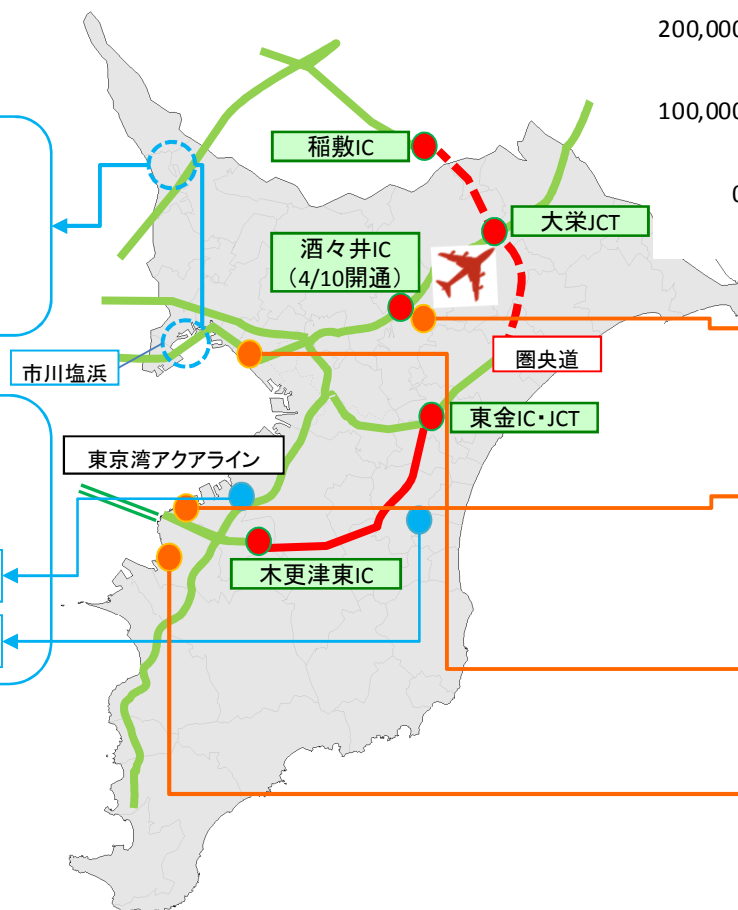 200,000
100,000
0
稲敷IC
大栄JCT
酒々井IC
（4/10開通）
市川塩浜
圏央道
東金IC・JCT
東京湾アクアライン
木更津東IC